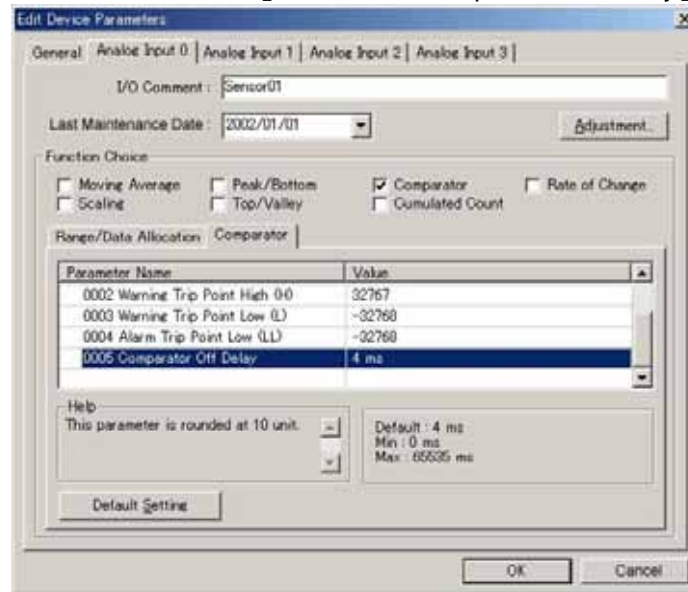 Edit Device Parameters
General Analog Input 0 Analog Input 1 Analog Input 2 Analog Input 3
I/O Comment : Sensor01
Last Maintenance Date : 2002/01/01 Adjustment..
Function Choice
Moving Average Peak/Bottom Comparator Rate of Change
Scaling Top/Valley Cumulated Count
Range/Data Allocation Comparator
Parameter Name Value
0002 Warning Trip Point High (H) 32767
0003 Warning Trip Point Low (L) -32768
0004 Alarm Trip Point Low (LL) -32768
0005 Comparator Off Delay 4 ms
Help
This parameter is rounded at 10 unit.
Default : 4 ms
Min : 0 ms
Max : 65535 ms
Default Setting
OK Cancel